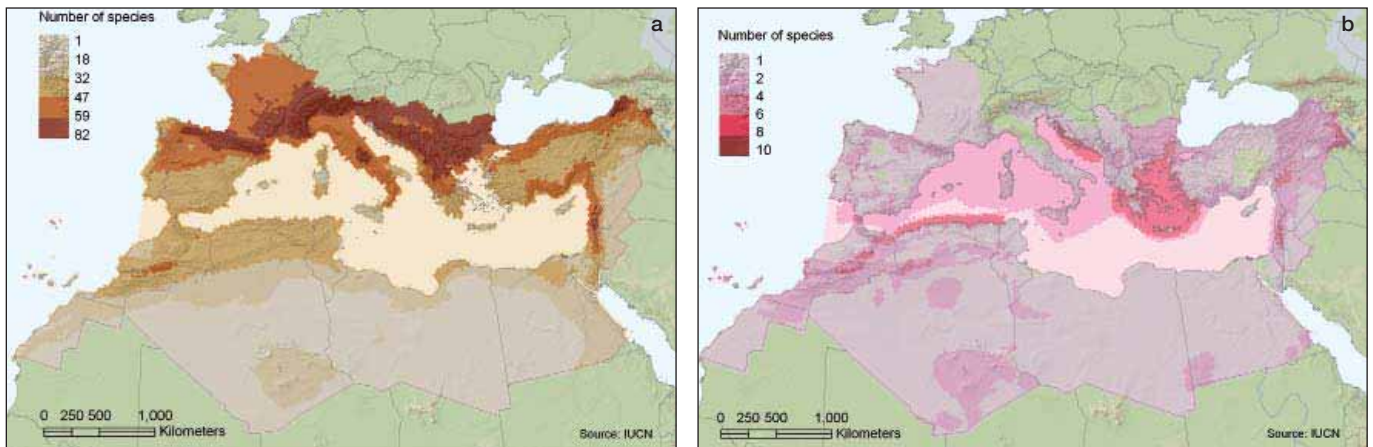 Number of species
1
18
32
47
59
82
a
0 250 500 1,000
Kilometers
Source: IUCN
Number of species
1
2
4
6
8
10
b
0 250 500 1,000
Kilometers
Source: IUCN